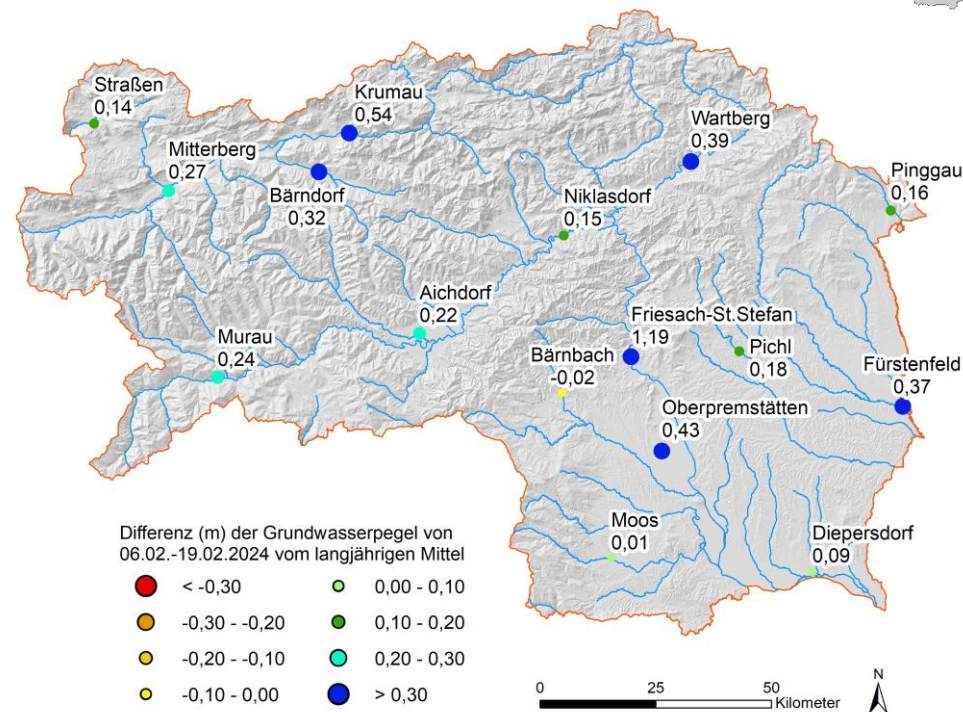 Straßen
0,14
Krumau
0,54
Wartberg
0,39
Mitterberg
0,27
Pinggau
0,16
Bärndorf
0,32
Niklasdorf
0,15
Aichdorf
0,22
Friesach-St.Stefan
1,19
Murau
0,24
Bärnbach
-0,02
Pichl
0,18
Fürstenfeld
0,37
Oberpremstätten
0,43
Moos
0,01
Diepersdorf
0,09
Differenz (m) der Grundwasserpegel von
06.02.-19.02.2024 vom langjährigen Mittel
< -0,30
-0,30 - -0,20
-0,20 - -0,10
-0,10 - 0,00
0,00 - 0,10
0,10 - 0,20
0,20 - 0,30
> 0,30
0 25 50 Kilometer
N